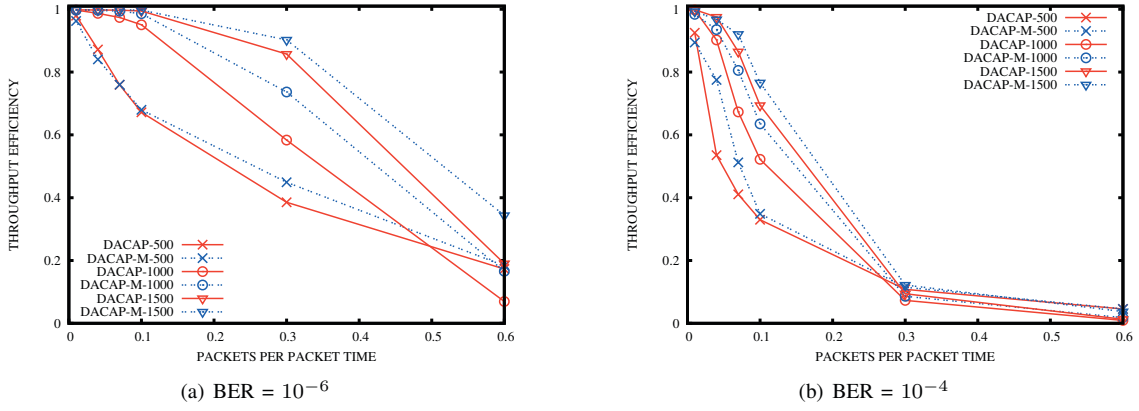 THROUGHPUT EFFICIENCY
1
0.8
0.6
0.4
0.2
0
DACAP-500
DACAP-M-500
DACAP-1000
DACAP-M-1000
DACAP-1500
DACAP-M-1500
0 0.1 0.2 0.3 0.4 0.5 0.6
PACKETS PER PACKET TIME
(a) BER = 10⁻⁶
THROUGHPUT EFFICIENCY
1
0.8
0.6
0.4
0.2
0
DACAP-500
DACAP-M-500
DACAP-1000
DACAP-M-1000
DACAP-1500
DACAP-M-1500
0 0.1 0.2 0.3 0.4 0.5 0.6
PACKETS PER PACKET TIME
(b) BER = 10⁻⁴